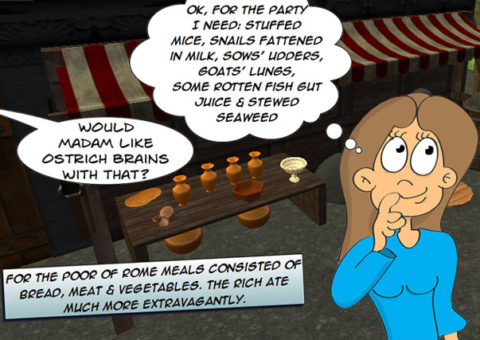 OK, FOR THE PARTY
I NEED: STUFFED
MICE, SNAILS FATTENED
IN MILK, SOWS' UDDERS,
GOATS' LUNGS,
SOME ROTTEN FISH GUT
JUICE & STEWED
SEAWEED
WOULD
MADAM LIKE
OSTRICH BRAINS
WITH THAT?
FOR THE POOR OF ROME MEALS CONSISTED OF
BREAD, MEAT & VEGETABLES. THE RICH ATE
MUCH MORE EXTRAVAGANTLY.